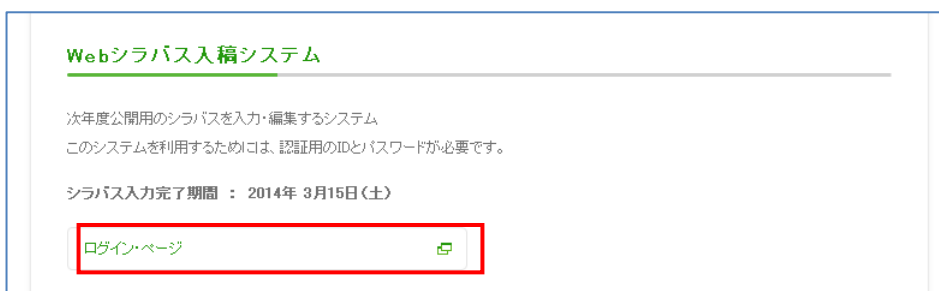 Webシラバス入稿システム
次年度公開用のシラバスを入力・編集するシステム
このシステムを利用するためには、認証用のIDとパスワードが必要です。
シラバス入力完了期間 ： 2014年 3月15日(土)
ログイン・ページ